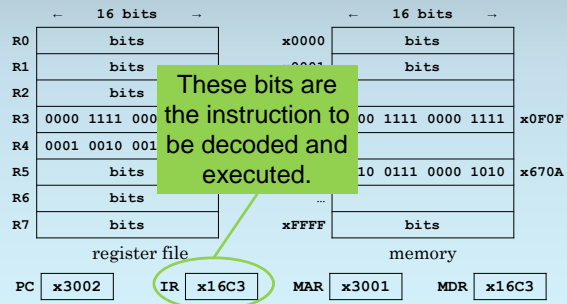 ← 16 bits → ← 16 bits →
R0 bits x0000 bits
R1 bits bits
R2 bits
R3 0000 1111 000 00 1111 0000 1111 x0F0F
R4 0001 0010 001
R5 bits 10 0111 0000 1010 x670A
R6 bits …
R7 bits xFFFF bits
These bits are
the instruction to
be decoded and
executed.
register file memory
PC x3002 IR x16C3 MAR x3001 MDR x16C3